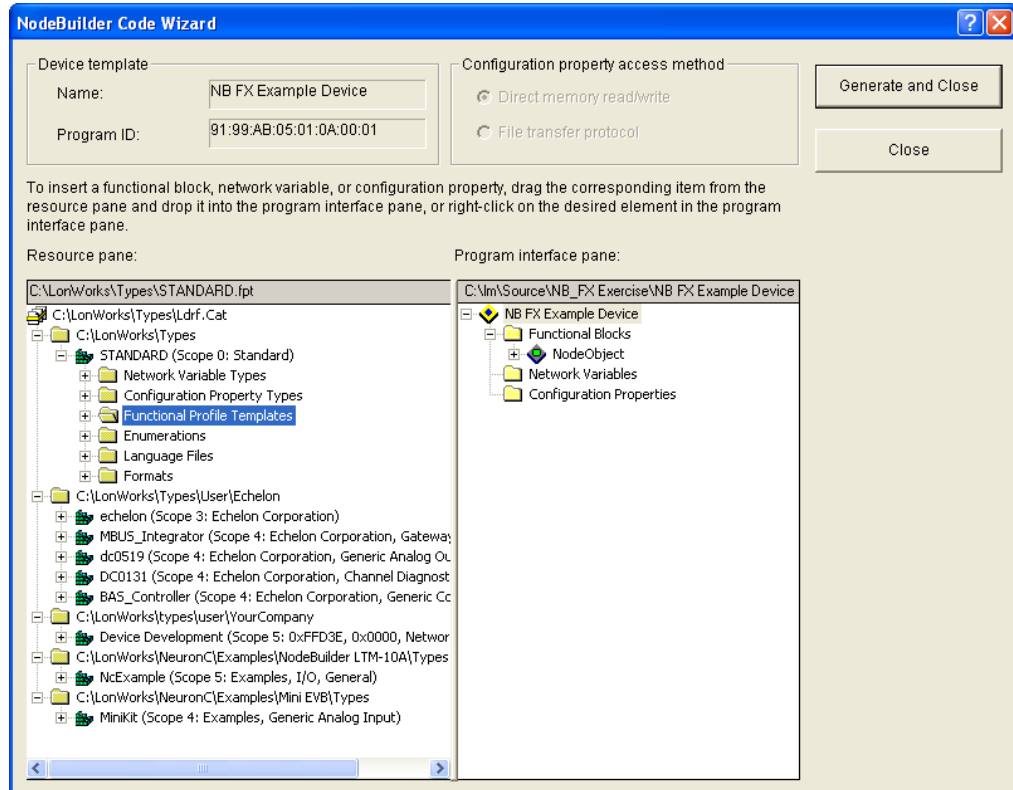 NodeBuilder Code Wizard
Device template
Name:
NB FX Example Device
Program ID:
91:99:AB:05:01:0A:00:01
Configuration property access method
Direct memory read/write
File transfer protocol
Generate and Close
Close
To insert a functional block, network variable, or configuration property, drag the corresponding item from the
resource pane and drop it into the program interface pane, or right-click on the desired element in the program
interface pane.
Resource pane:
C:\LonWorks\Types\STANDARD.fpt
C:\LonWorks\Types\Ldrf.Cat
C:\LonWorks\Types
STANDARD (Scope 0: Standard)
Network Variable Types
Configuration Property Types
Functional Profile Templates
Enumerations
Language Files
Formats
C:\LonWorks\Types\User\Echelon
echelon (Scope 3: Echelon Corporation)
MBUS_Integrator (Scope 4: Echelon Corporation, Gateway
dc0519 (Scope 4: Echelon Corporation, Generic Analog Ou
DC0131 (Scope 4: Echelon Corporation, Channel Diagnost
BAS_Controller (Scope 4: Echelon Corporation, Generic Cc
C:\LonWorks\types\user\YourCompany
Device Development (Scope 5: 0xFFD3E, 0x0000, Networ
C:\LonWorks\NeuronC\Examples\NodeBuilder LTM-10A\Types
NcExample (Scope 5: Examples, I/O, General)
C:\LonWorks\NeuronC\Examples\Mini EVB\Types
MiniKit (Scope 4: Examples, Generic Analog Input)
Program interface pane:
C:\lm\Source\NB_FX Exercise\NB FX Example Device
NB FX Example Device
Functional Blocks
NodeObject
Network Variables
Configuration Properties